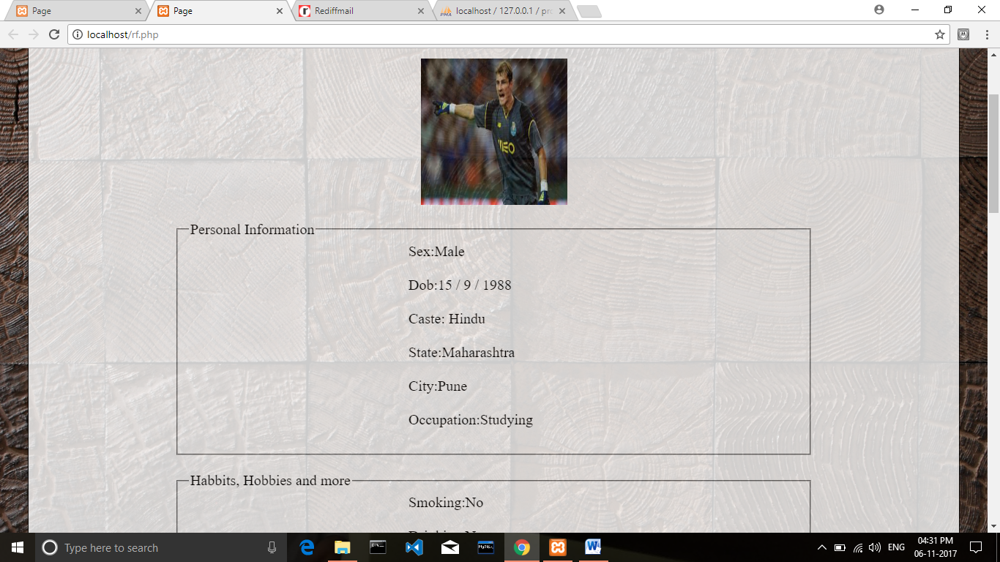 Page
Page
Rediffmail
localhost / 127.0.0.1 / pro
localhost/rf.php
NEO
Personal Information
Sex:Male
Dob:15 / 9 / 1988
Caste: Hindu
State:Maharashtra
City:Pune
Occupation:Studying
Habbits, Hobbies and more
Smoking:No
Type here to search
ENG
04:31 PM
06-11-2017